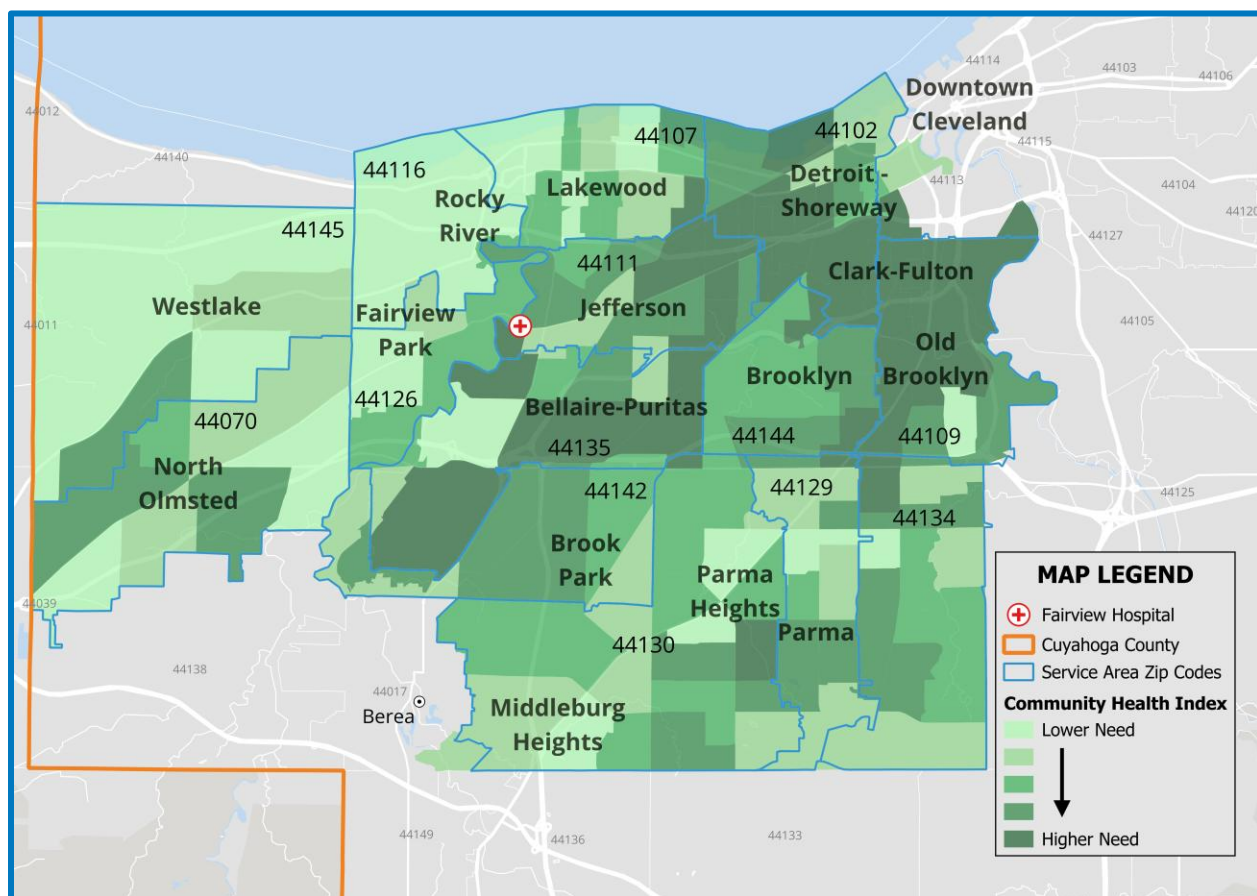 44114
44103
44106
Downtown
Cleveland
44012
44107
44102
44115
44140
44116
Detroit -
Shoreway
44113
44104
Rocky
River
Lakewood
44120
44145
44127
44111
Clark-Fulton
Westlake
Fairview
Park
Jefferson
44011
44105
Old
Brooklyn
Brooklyn
44126
Bellaire-Puritas
44070
44135
44144
44109
North
Olmsted
44142
44129
44125
44134
Brook
Park
Parma
Heights
44039
Parma
44130
44138
44017
Berea
Middleburg
Heights
44149
44136
44133
MAP LEGEND
Fairview Hospital
Cuyahoga County
Service Area Zip Codes
Community Health Index
Lower Need
Higher Need